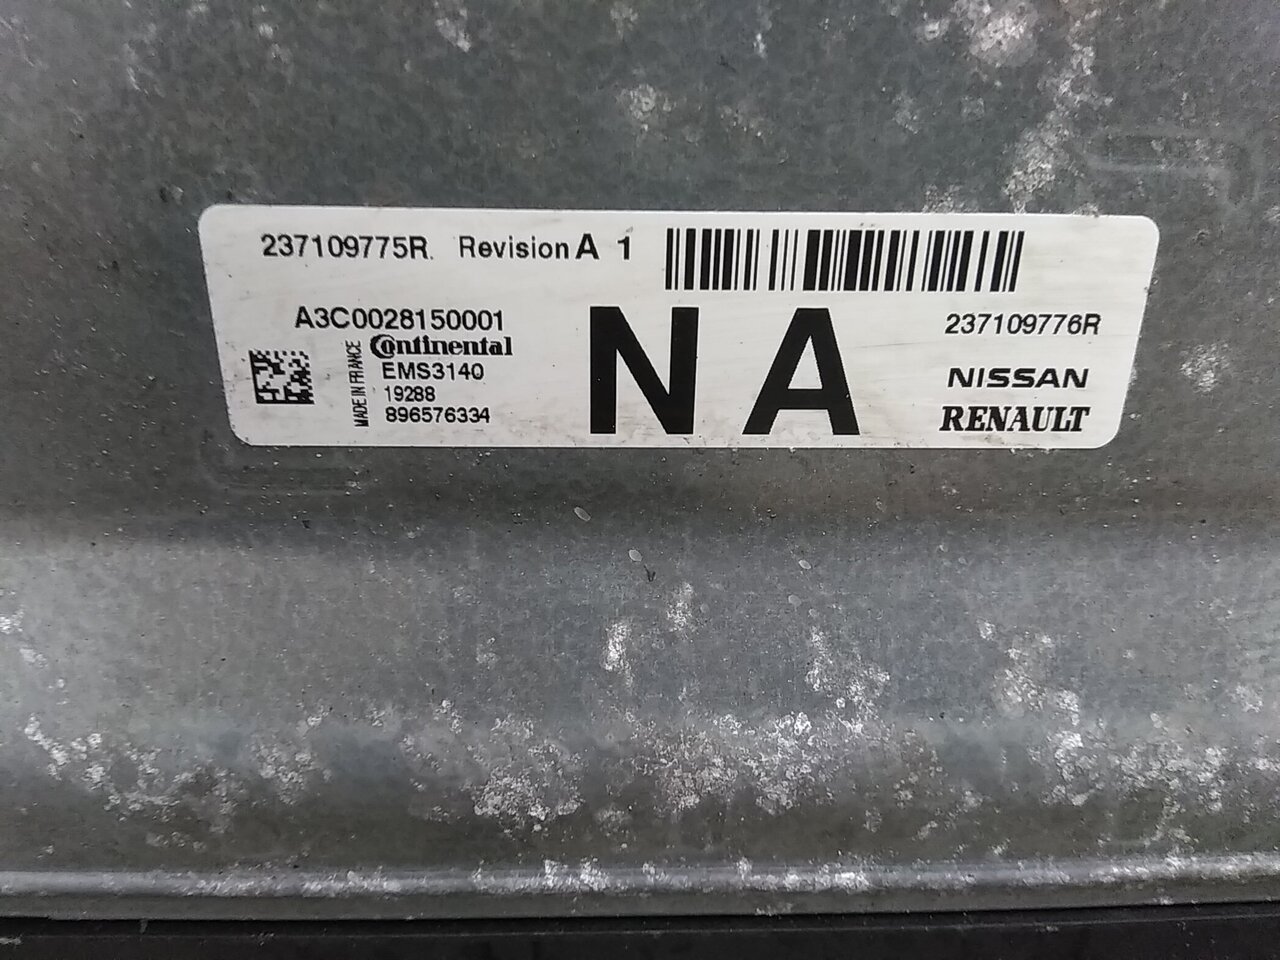 237109775R. Revision A 1
A3C0028150001
Continental
EMS3140
19288
896576334
MADE IN FRANCE
NA
237109776R
NISSAN
RENAULT